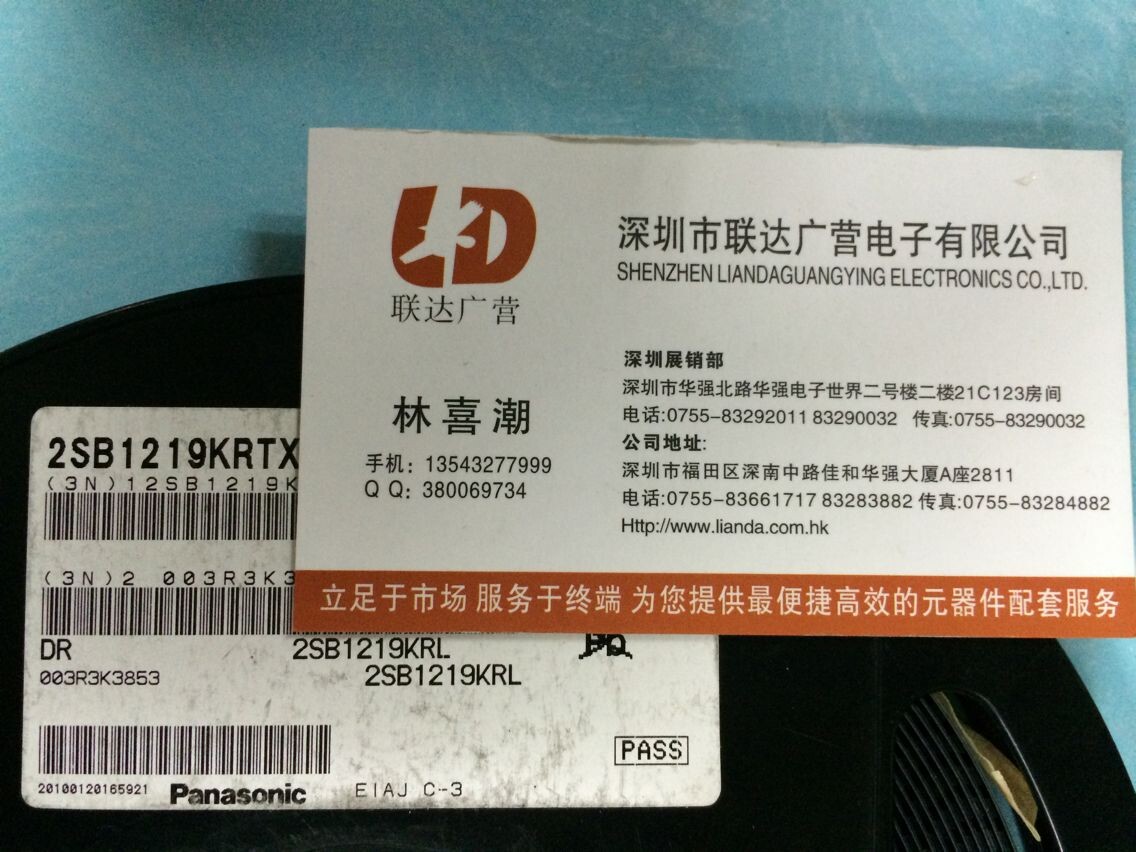 LD
联达广营
深圳市联达广营电子有限公司
SHENZHEN LIANDAGUANGYING ELECTRONICS CO.,LTD.
林喜潮
手机：13543277999
Q Q：380069734
深圳展销部
深圳市华强北路华强电子世界二号楼二楼21C123房间
电话:0755-83292011 83290032 传真:0755-83290032
公司地址:
深圳市福田区深南中路佳和华强大厦A座2811
电话:0755-83661717 83283882 传真:0755-83284882
Http://www.lianda.com.hk
立足于市场 服务于终端 为您提供最便捷高效的元器件配套服务
2SB1219KRTX
(3N)12SB1219K
(3N)2 003R3K3
DR 2SB1219KRL
003R3K3853 2SB1219KRL
PASS
20100120165921 Panasonic EIAJ C-3